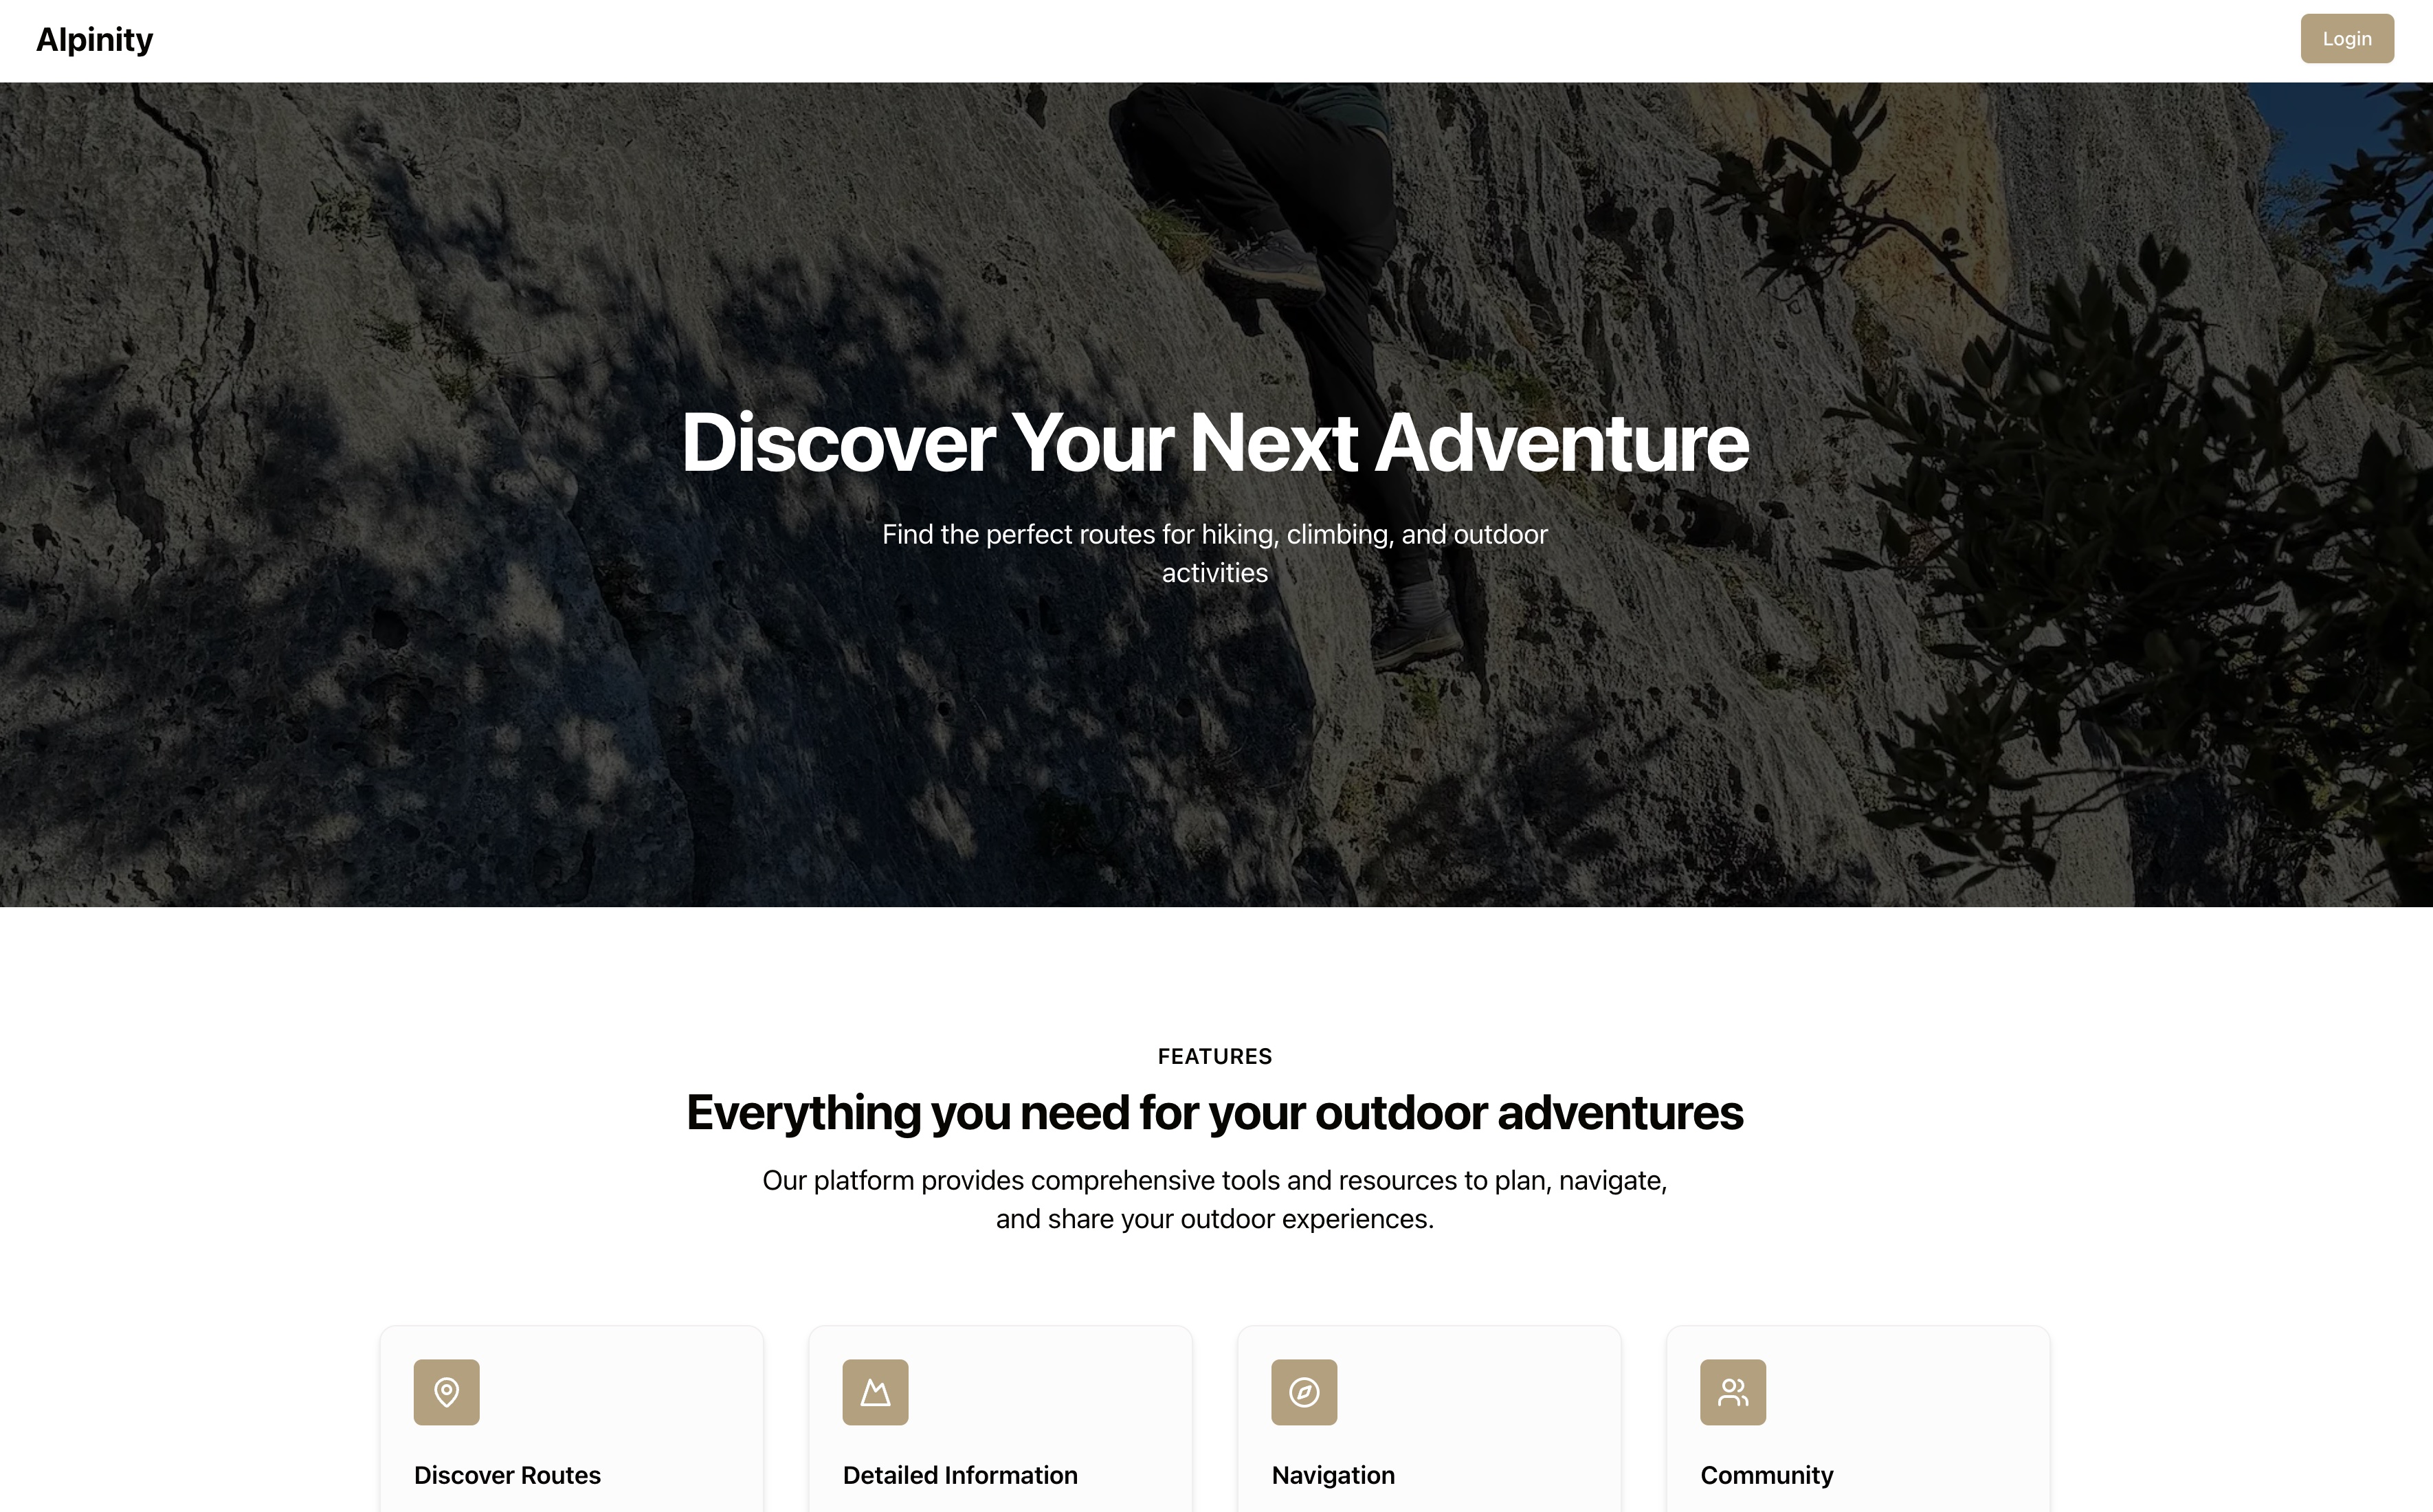 Alpinity
Login
Discover Your Next Adventure
Find the perfect routes for hiking, climbing, and outdoor
activities
FEATURES
Everything you need for your outdoor adventures
Our platform provides comprehensive tools and resources to plan, navigate,
and share your outdoor experiences.
Discover Routes
Detailed Information
Navigation
Community